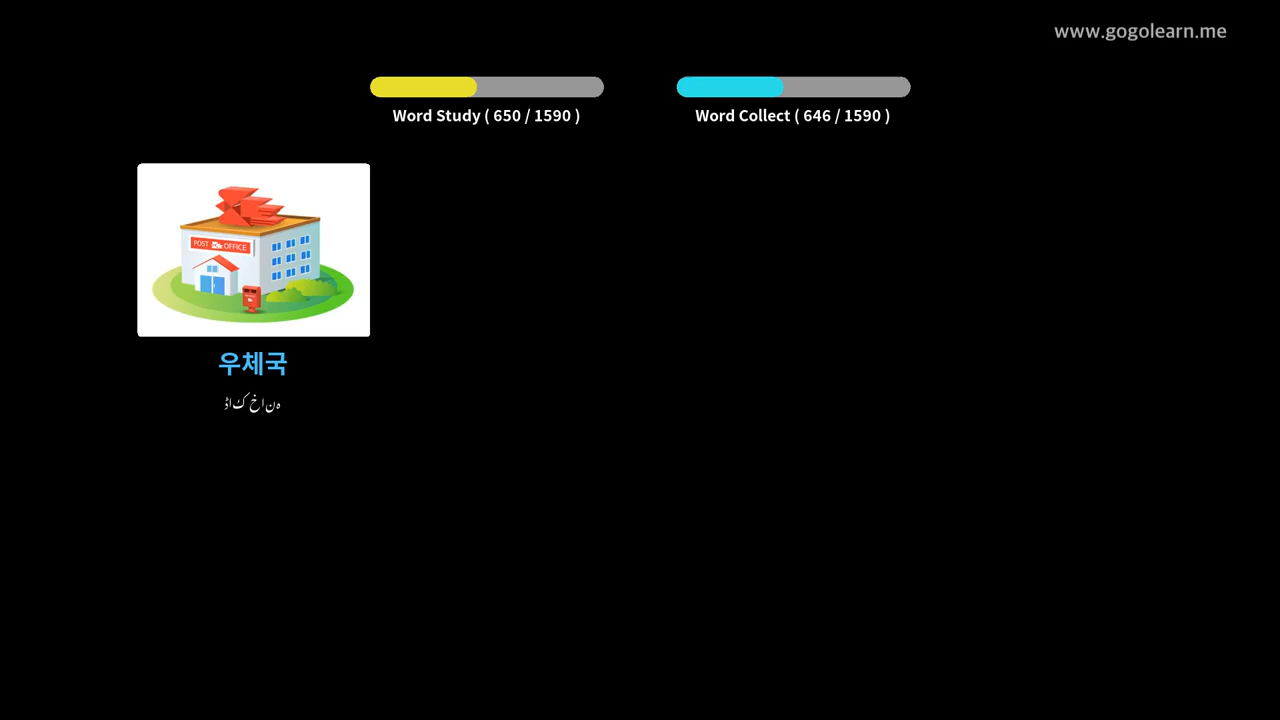 www.gogolearn.me
Word Study ( 650 / 1590 )
Word Collect ( 646 / 1590 )
POST OFFICE
우체국
ڈاک خانہ